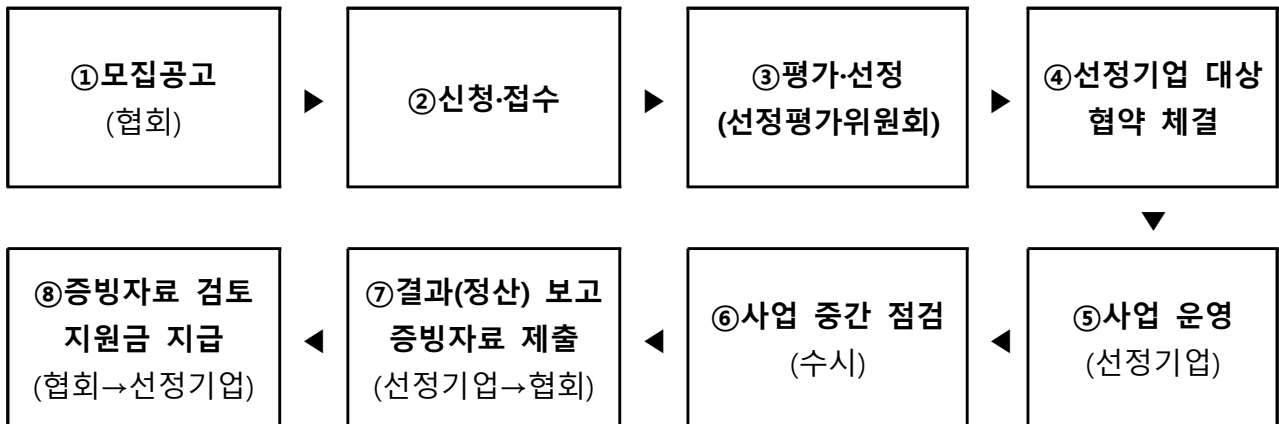 ①모집공고
(협회)
▶
②신청·접수
▶
③평가·선정
(선정평가위원회)
▶
④선정기업 대상
협약 체결
▼
⑤사업 운영
(선정기업)
◀
⑥사업 중간 점검
(수시)
◀
⑦결과(정산) 보고
증빙자료 제출
(선정기업→협회)
◀
⑧증빙자료 검토
지원금 지급
(협회→선정기업)